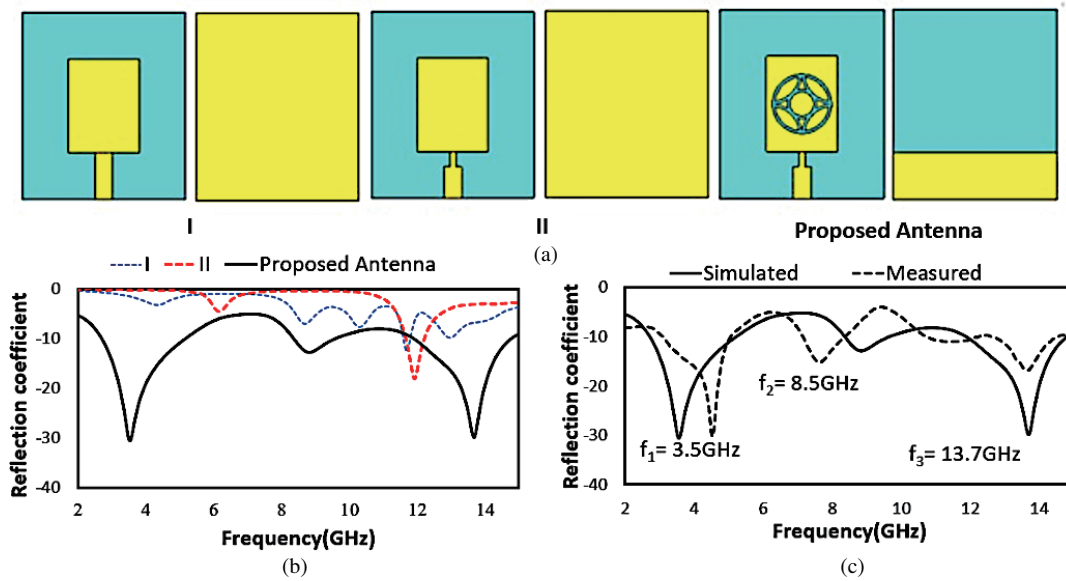 I
II
Proposed Antenna
(a)
I
II
Proposed Antenna
0
-10
-20
-30
-40
Reflection coefficient
2
4
6
8
10
12
14
Frequency(GHz)
(b)
Simulated
Measured
0
-10
-20
-30
-40
Reflection coefficient
f1= 3.5GHz
f2= 8.5GHz
f3= 13.7GHz
2
4
6
8
10
12
14
Frequency(GHz)
(c)